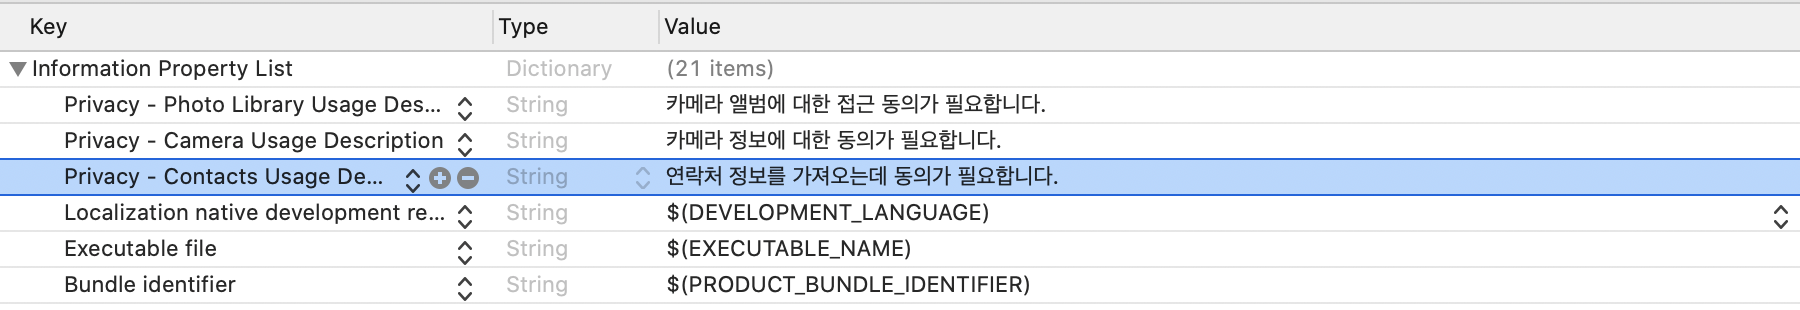 Key Type Value
Information Property List Dictionary (21 items)
Privacy - Photo Library Usage Des... String 카메라 앨범에 대한 접근 동의가 필요합니다.
Privacy - Camera Usage Description String 카메라 정보에 대한 동의가 필요합니다.
Privacy - Contacts Usage De... String 연락처 정보를 가져오는데 동의가 필요합니다.
Localization native development re... String $(DEVELOPMENT_LANGUAGE)
Executable file String $(EXECUTABLE_NAME)
Bundle identifier String $(PRODUCT_BUNDLE_IDENTIFIER)